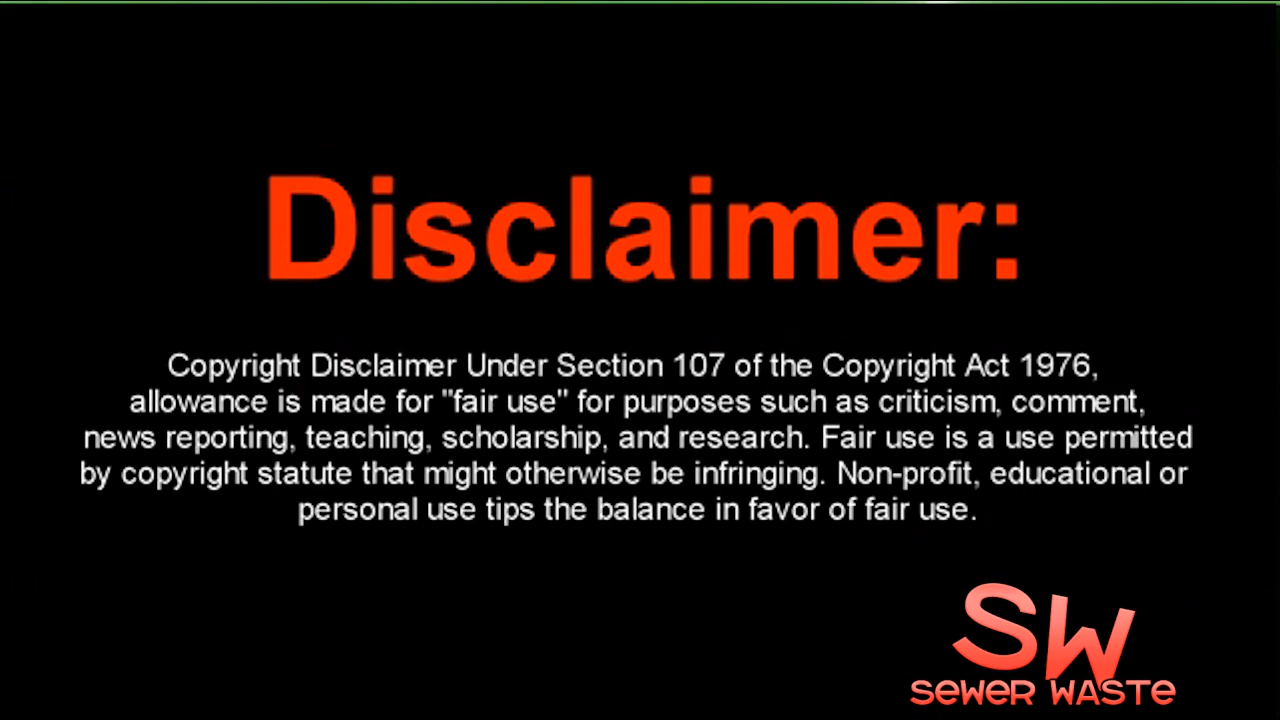 Disclaimer:
Copyright Disclaimer Under Section 107 of the Copyright Act 1976,
allowance is made for "fair use" for purposes such as criticism, comment,
news reporting, teaching, scholarship, and research. Fair use is a use permitted
by copyright statute that might otherwise be infringing. Non-profit, educational or
personal use tips the balance in favor of fair use.
SW
SEWER WASTE